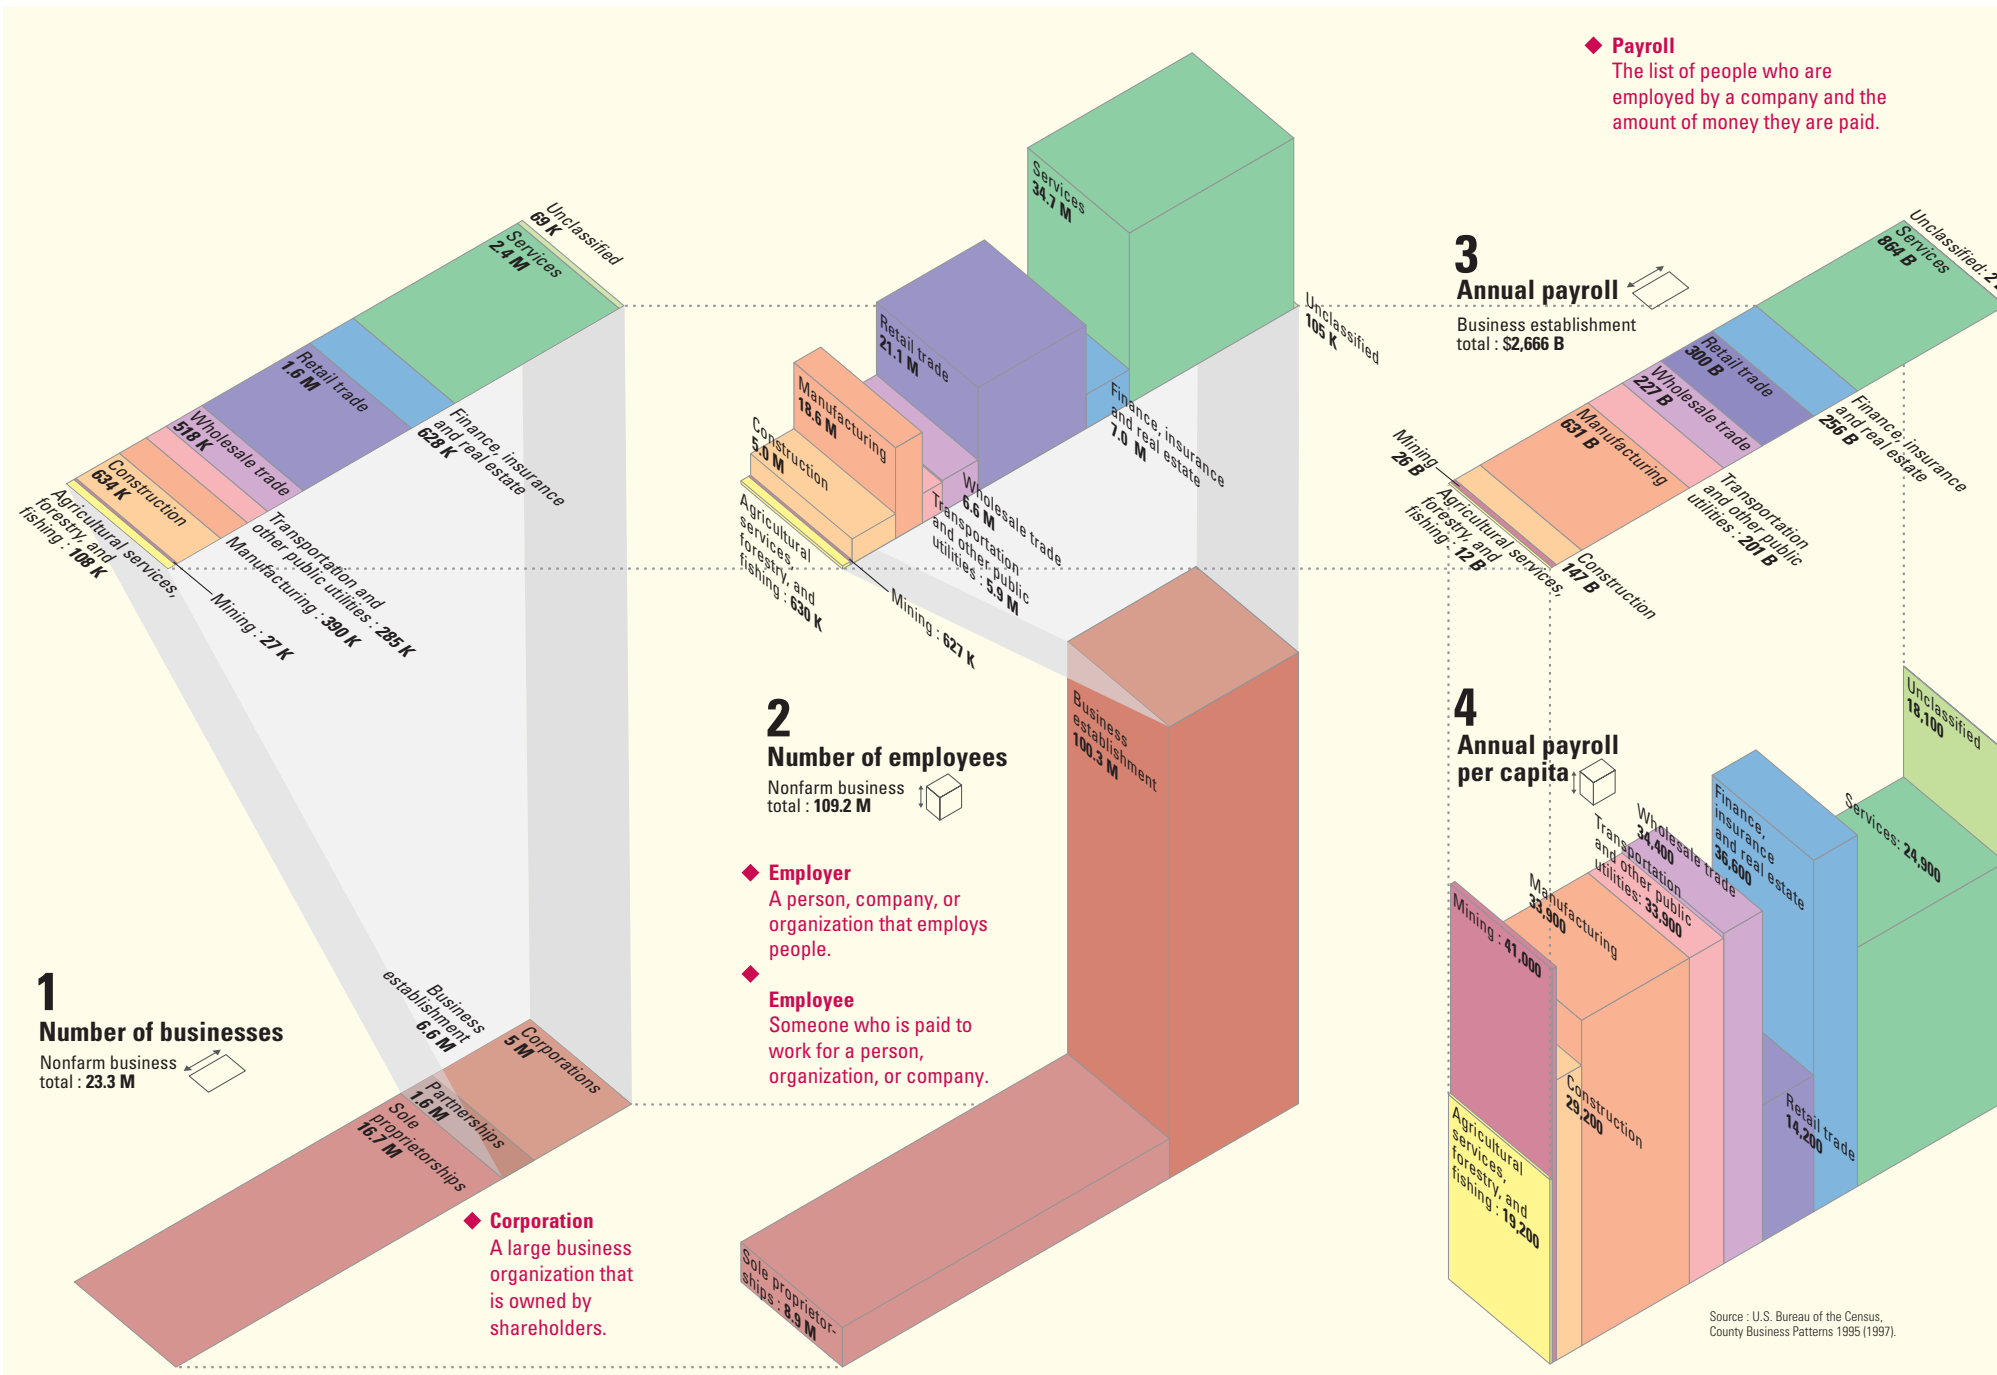 Payroll
The list of people who are
employed by a company and the
amount of money they are paid.
Unclassified
69 K
Services
2.4 M
Finance, insurance
and real estate
628 K
Retail trade
1.6 M
Wholesale trade
518 K
Transportation and
other public utilities : 285 K
Manufacturing : 390 K
Construction
634 K
Mining : 27 K
Agricultural services,
forestry, and
fishing : 108 K
1
Number of businesses
Nonfarm business
total : 23.3 M
Business
establishment
6.6 M
Corporations
5 M
Partnerships
1.6 M
Sole
proprietorships
16.7 M
Corporation
A large business
organization that
is owned by
shareholders.
Services
34.7 M
Unclassified
105 K
Retail trade
21.1 M
Finance, insurance
and real estate
7.0 M
Manufacturing
18.6 M
Wholesale trade
6.6 M
Transportation
and other public
utilities : 5.9 M
Construction
5.0 M
Agricultural
services,
forestry, and
fishing : 630 K
Mining : 627 K
2
Number of employees
Nonfarm business
total : 109.2 M
Business
establishment
100.3 M
Sole proprietor-
ships : 8.9 M
Employer
A person, company, or
organization that employs
people.
Employee
Someone who is paid to
work for a person,
organization, or company.
3
Annual payroll
Business establishment
total : $2,666 B
Unclassified:
Services
864 B
Finance, insurance
and real estate
256 B
Retail trade
300 B
Wholesale trade
227 B
Transportation
and other public
utilities : 201 B
Manufacturing
631 B
Construction
147 B
Mining
26 B
Agricultural services,
forestry, and
fishing : 12 B
4
Annual payroll
per capita
Unclassified
18,100
Services: 24,900
Finance,
insurance
and real estate
36,600
Retail trade
14,200
Wholesale trade
34,400
Transportation
and other public
utilities: 33,900
Manufacturing
33,900
Construction
29,200
Mining : 41,000
Agricultural
services,
forestry, and
fishing : 19,200
Source : U.S. Bureau of the Census,
County Business Patterns 1995 (1997).